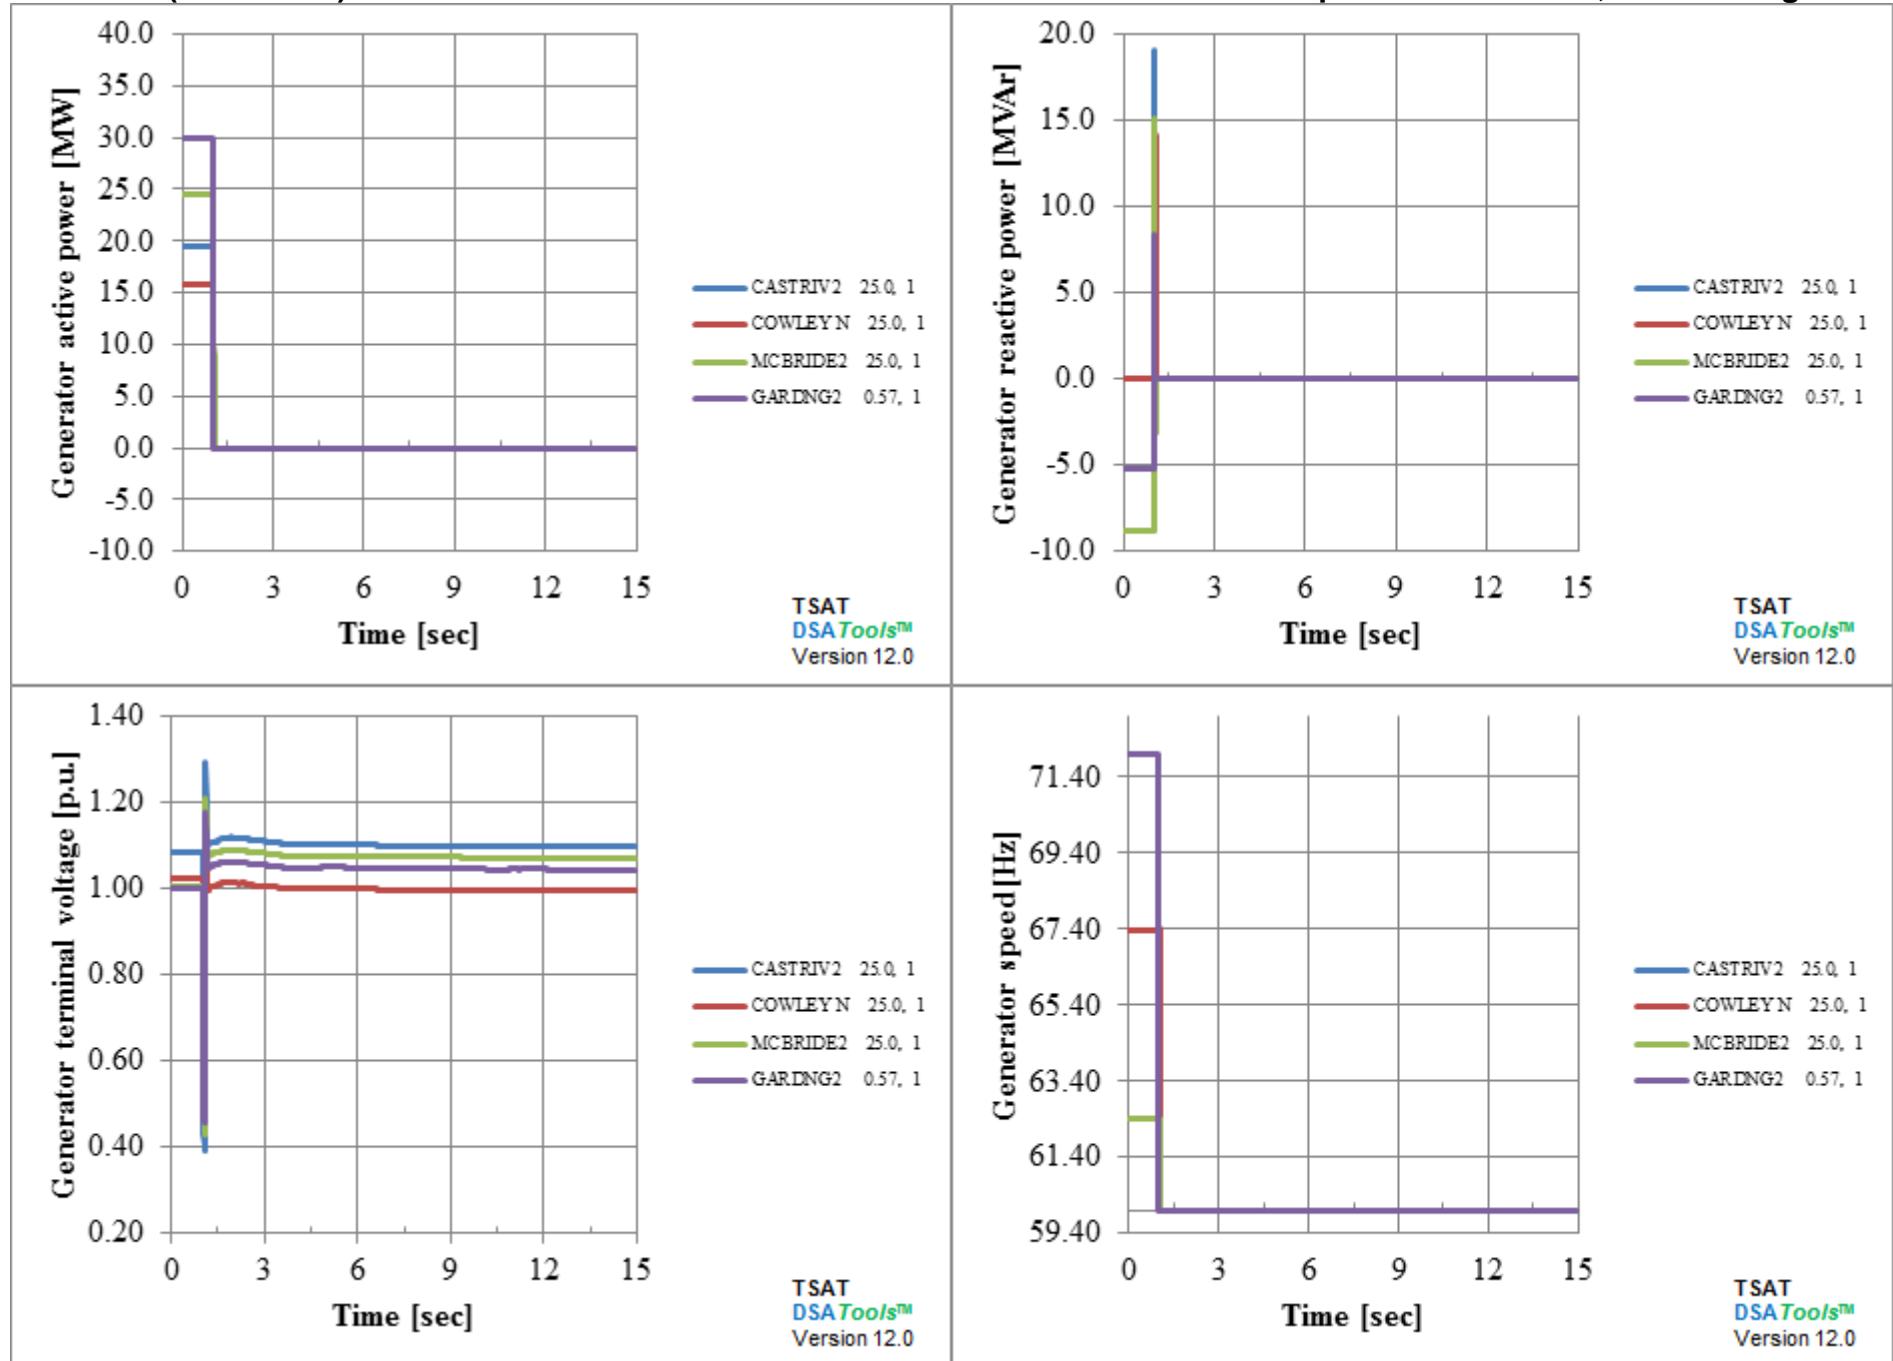 Generator active power [MW]
40.0
35.0
30.0
25.0
20.0
15.0
10.0
5.0
0.0
-5.0
-10.0
0 3 6 9 12 15
Time [sec]
CASTRIV2 25.0, 1
COWLEY N 25.0, 1
MCBRIDE2 25.0, 1
GARDNG2 0.57, 1
TSAT
DSATools™
Version 12.0
Generator reactive power [MVAr]
20.0
15.0
10.0
5.0
0.0
-5.0
-10.0
0 3 6 9 12 15
Time [sec]
CASTRIV2 25.0, 1
COWLEY N 25.0, 1
MCBRIDE2 25.0, 1
GARDNG2 0.57, 1
TSAT
DSATools™
Version 12.0
Generator terminal voltage [p.u.]
1.40
1.20
1.00
0.80
0.60
0.40
0.20
0 3 6 9 12 15
Time [sec]
CASTRIV2 25.0, 1
COWLEY N 25.0, 1
MCBRIDE2 25.0, 1
GARDNG2 0.57, 1
TSAT
DSATools™
Version 12.0
Generator speed [Hz]
71.40
69.40
67.40
65.40
63.40
61.40
59.40
0 3 6 9 12 15
Time [sec]
CASTRIV2 25.0, 1
COWLEY N 25.0, 1
MCBRIDE2 25.0, 1
GARDNG2 0.57, 1
TSAT
DSATools™
Version 12.0